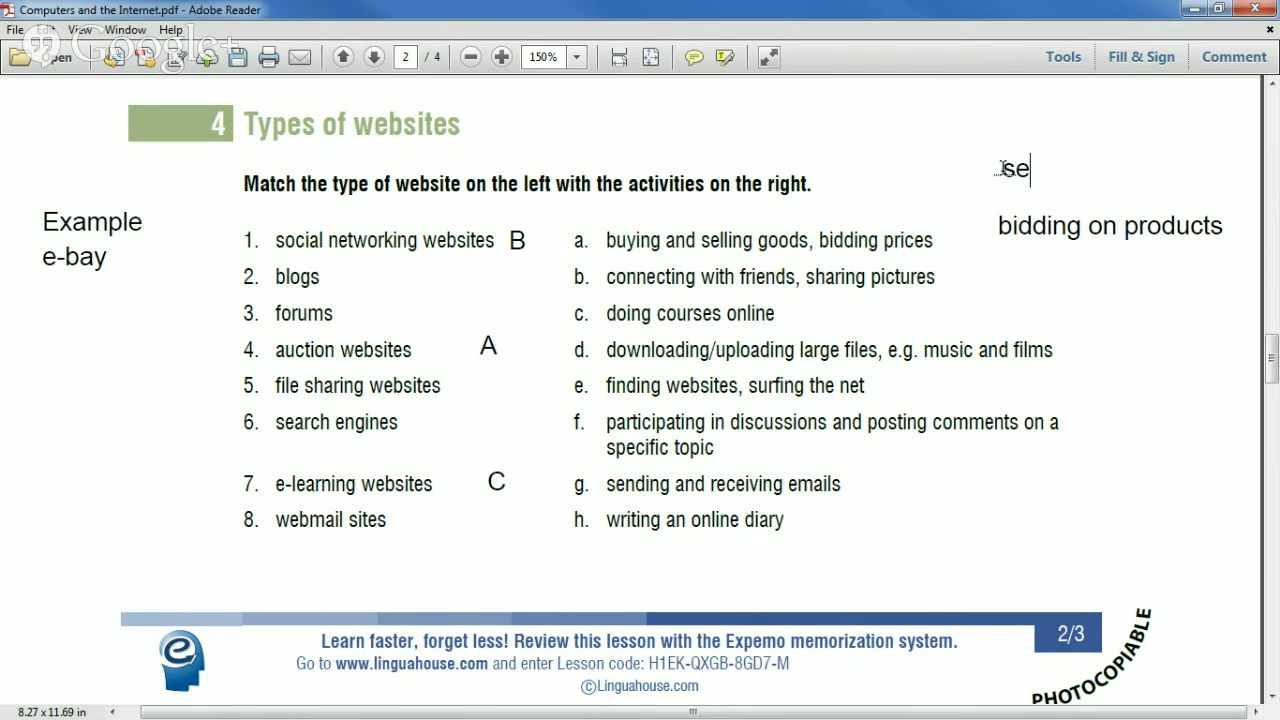 Computers and the Internet.pdf - Adobe Reader
File Edit View Window Help
Google+
Open 2 / 4 150% Tools Fill & Sign Comment
4 Types of websites
se
Match the type of website on the left with the activities on the right.
Example
e-bay
bidding on products
1. social networking websites B a. buying and selling goods, bidding prices
2. blogs b. connecting with friends, sharing pictures
3. forums c. doing courses online
4. auction websites A d. downloading/uploading large files, e.g. music and films
5. file sharing websites e. finding websites, surfing the net
6. search engines f. participating in discussions and posting comments on a
specific topic
7. e-learning websites C g. sending and receiving emails
8. webmail sites h. writing an online diary
Learn faster, forget less! Review this lesson with the Expemo memorization system.
Go to www.linguahouse.com and enter Lesson code: H1EK-QXGB-8GD7-M
©Linguahouse.com
2/3
PHOTOCOPIABLE
8.27 x 11.69 in